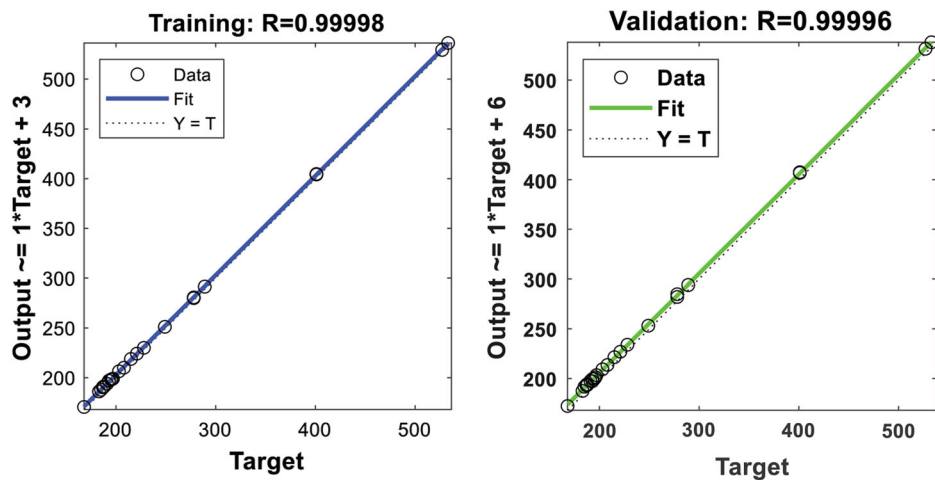 Training: R=0.99998
Data
Fit
Y = T
Output ~= 1*Target + 3
500
450
400
350
300
250
200
200
300
400
500
Target
Validation: R=0.99996
Data
Fit
Y = T
Output ~= 1*Target + 6
500
450
400
350
300
250
200
200
300
400
500
Target